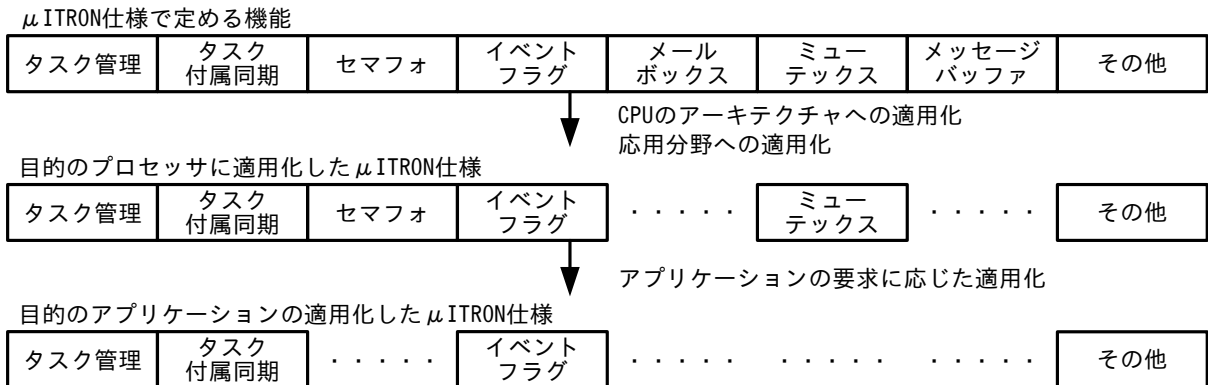 μITRON仕様で定める機能
タスク管理
タスク
付属同期
セマフォ
イベント
フラグ
メール
ボックス
ミュー
テックス
メッセージ
バッファ
その他
CPUのアーキテクチャへの適用化
応用分野への適用化
目的のプロセッサに適用化したμITRON仕様
タスク管理
タスク
付属同期
セマフォ
イベント
フラグ
・・・・・
ミュー
テックス
・・・・・
その他
アプリケーションの要求に応じた適用化
目的のアプリケーションの適用化したμITRON仕様
タスク管理
タスク
付属同期
・・・・・
イベント
フラグ
・・・・・
・・・・・
・・・・・
その他